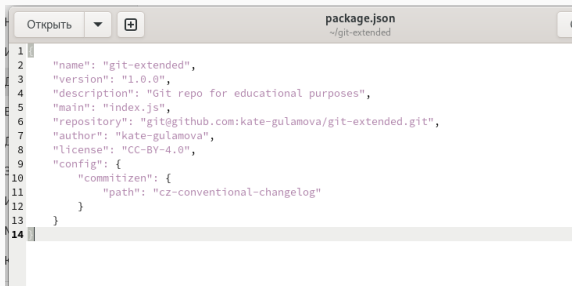 Открыть
package.json
~/git-extended
1 {
2 "name": "git-extended",
3 "version": "1.0.0",
4 "description": "Git repo for educational purposes",
5 "main": "index.js",
6 "repository": "git@github.com:kate-gulamova/git-extended.git",
7 "author": "kate-gulamova",
8 "license": "CC-BY-4.0",
9 "config": {
10 "commitizen": {
11 "path": "cz-conventional-changelog"
12 }
13 }
14 }